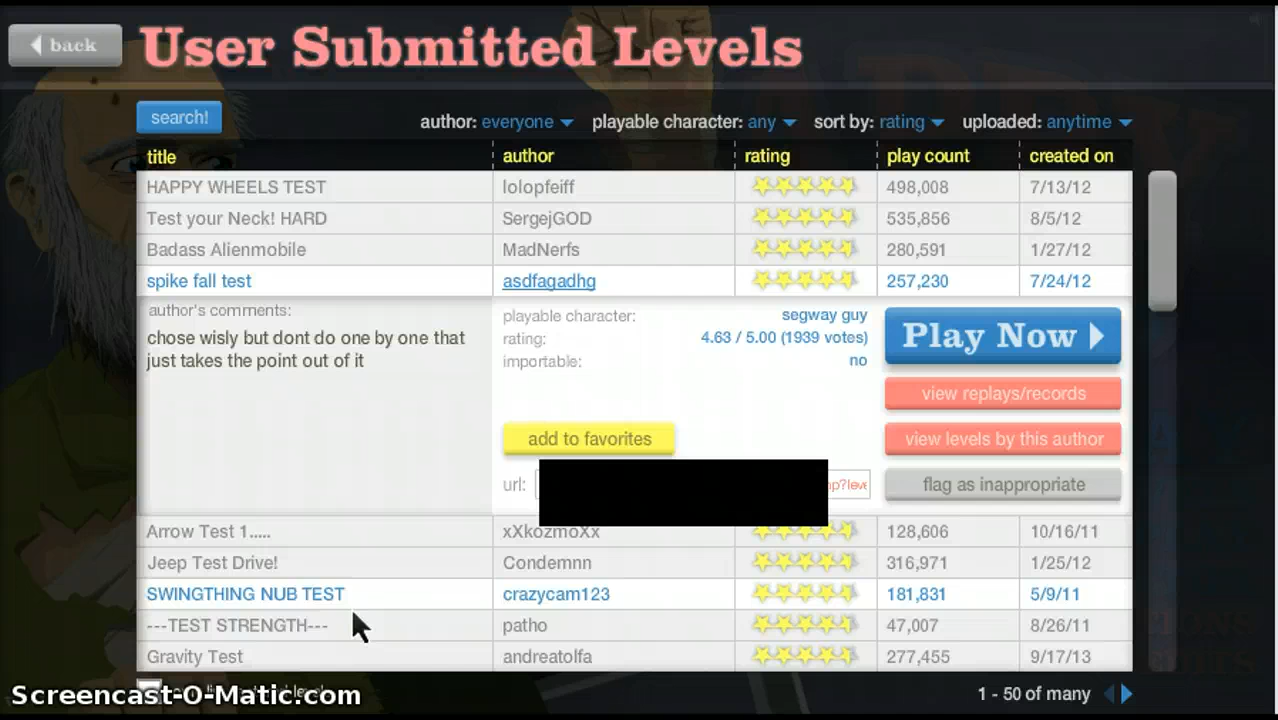 back
User Submitted Levels
search!
author: everyone playable character: any sort by: rating uploaded: anytime
title author rating play count created on
HAPPY WHEELS TEST lolopfeiff 498,008 7/13/12
Test your Neck! HARD SergejGOD 535,856 8/5/12
Badass Alienmobile MadNerfs 280,591 1/27/12
spike fall test asdfagadhg 257,230 7/24/12
author's comments:
chose wisly but dont do one by one that
just takes the point out of it
playable character: segway guy
rating: 4.63 / 5.00 (1939 votes)
importable: no
add to favorites
url: op?leve
Play Now
view replays/records
view levels by this author
flag as inappropriate
Arrow Test 1..... xXkozmoXx 128,606 10/16/11
Jeep Test Drive! Condemnn 316,971 1/25/12
SWINGTHING NUB TEST crazycam123 181,831 5/9/11
---TEST STRENGTH--- patho 47,007 8/26/11
Gravity Test andreatolfa 277,455 9/17/13
Screencast-O-Matic.com
1 - 50 of many